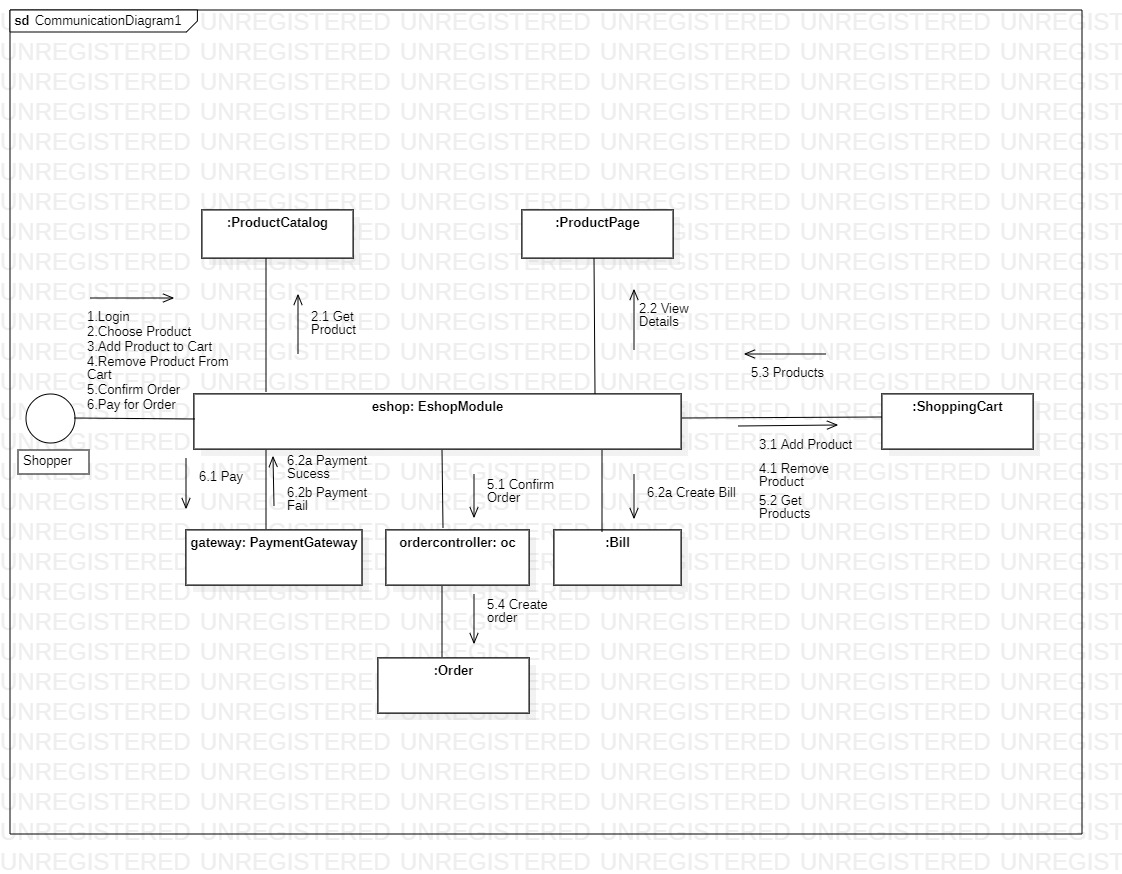 sd CommunicationDiagram1
:ProductCatalog
:ProductPage
1.Login
2.Choose Product
3.Add Product to Cart
4.Remove Product From
Cart
5.Confirm Order
6.Pay for Order
2.1 Get
Product
2.2 View
Details
5.3 Products
eshop: EshopModule
:ShoppingCart
Shopper
3.1 Add Product
4.1 Remove
Product
5.2 Get
Products
6.1 Pay
6.2a Payment
Sucess
6.2b Payment
Fail
5.1 Confirm
Order
6.2a Create Bill
gateway: PaymentGateway
ordercontroller: oc
:Bill
5.4 Create
order
:Order
UNREGISTERED